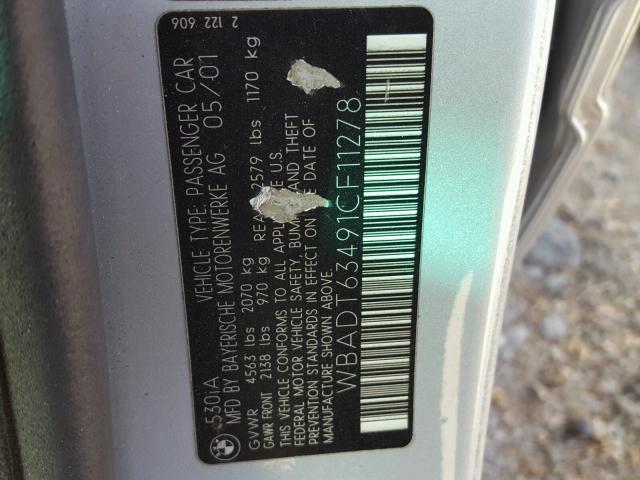 530iA VEHICLE TYPE: PASSENGER CAR
MFD BY BAYERISCHE MOTORENWERKE AG 05/01
GVWR 4563 lbs 2070 kg
GAWR FRONT 2138 lbs 970 kg REAR 2579 lbs 1170 kg
THIS VEHICLE CONFORMS TO ALL U.S.
FEDERAL MOTOR VEHICLE SAFETY, AND THEFT
PREVENTION STANDARDS IN EFFECT ON THE DATE OF
MANUFACTURE SHOWN ABOVE.
WBADT63491CF11278
2 122 606